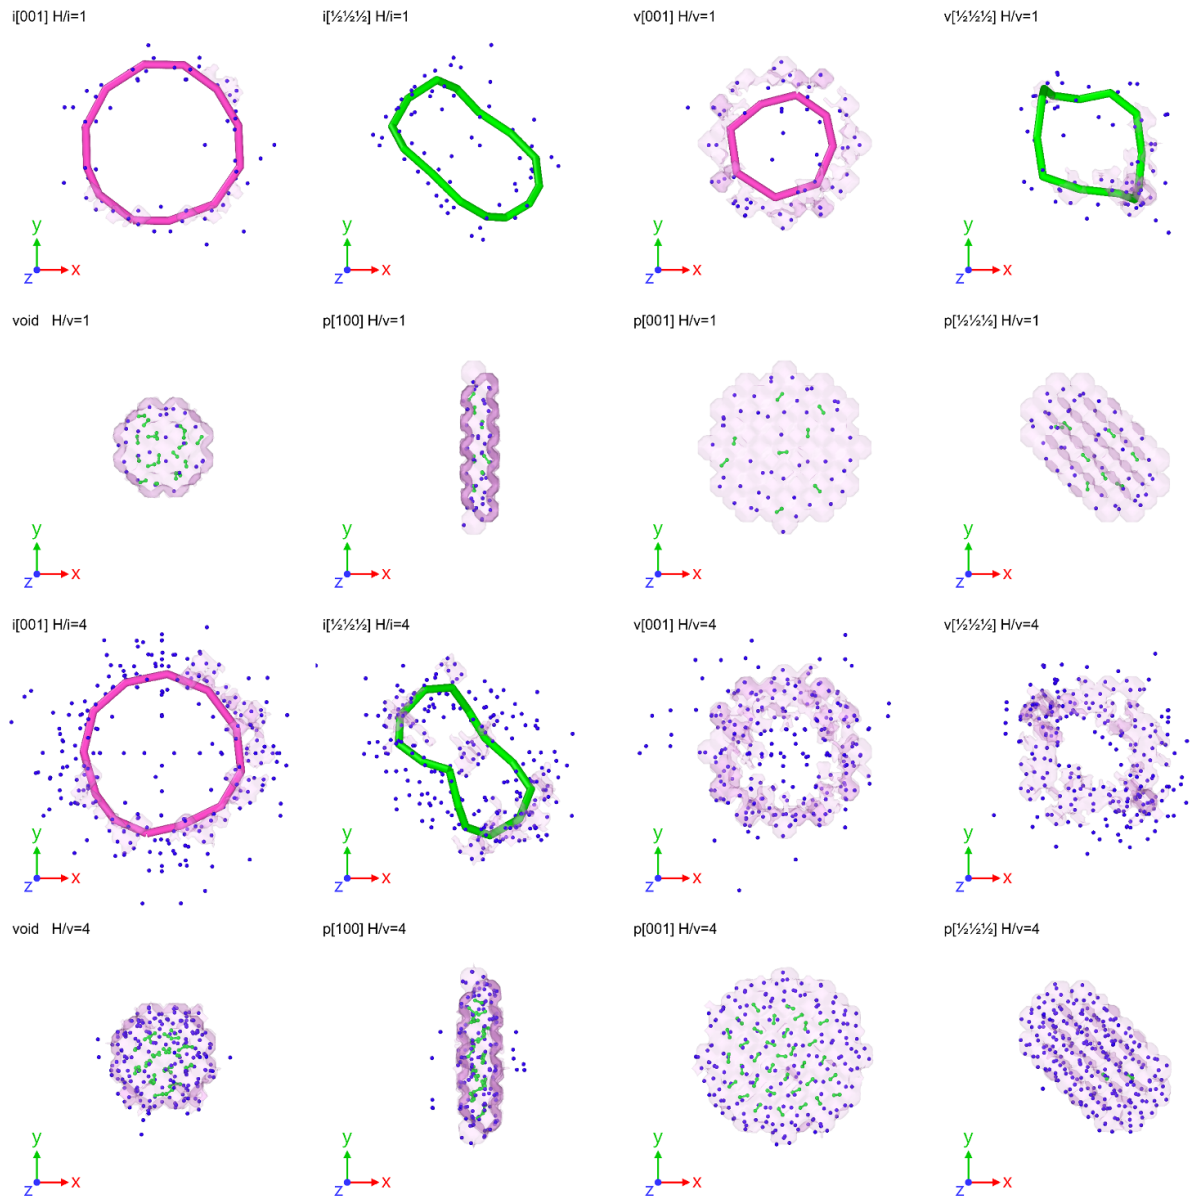 i[001] H/i=1
i[½½½] H/i=1
v[001] H/v=1
v[½½½] H/v=1
y
z
x
y
z
x
y
z
x
y
z
x
void H/v=1
p[100] H/v=1
p[001] H/v=1
p[½½½] H/v=1
y
z
x
y
z
x
y
z
x
y
z
x
i[001] H/i=4
i[½½½] H/i=4
v[001] H/v=4
v[½½½] H/v=4
y
z
x
y
z
x
y
z
x
y
z
x
void H/v=4
p[100] H/v=4
p[001] H/v=4
p[½½½] H/v=4
y
z
x
y
z
x
y
z
x
y
z
x